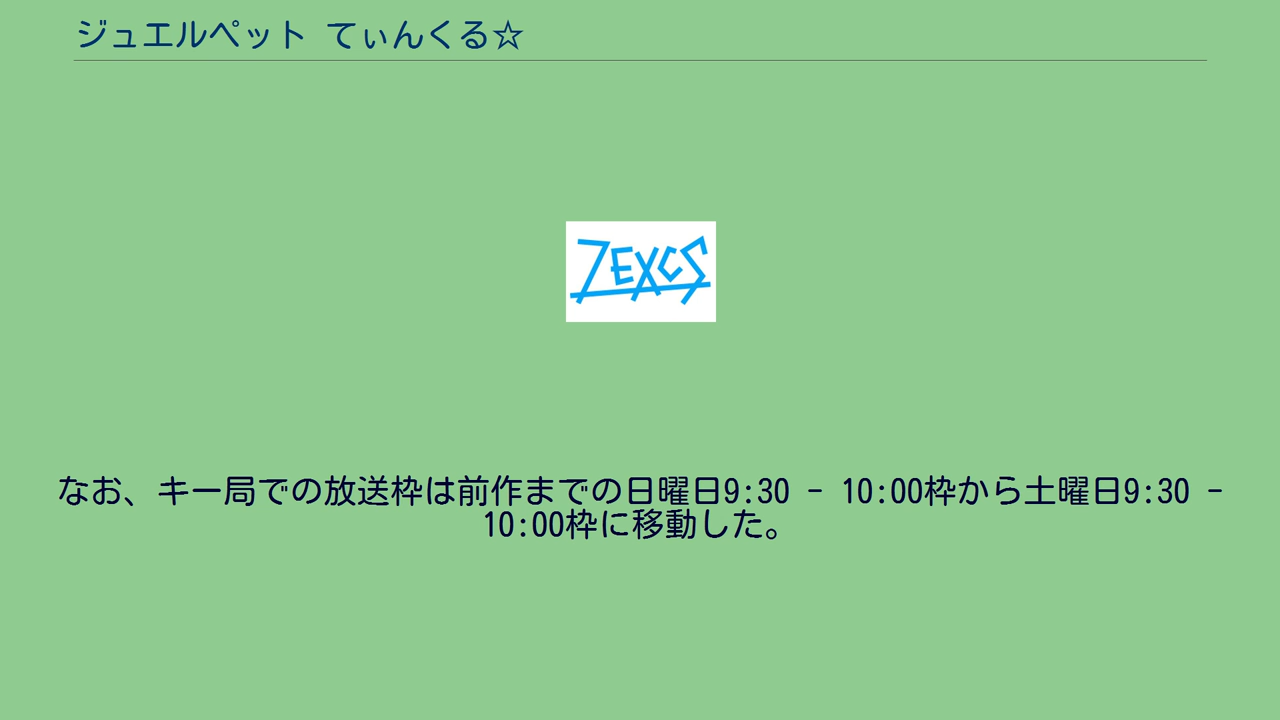 ジュエルペット てぃんくる☆
ZEXCS
なお、キー局での放送枠は前作までの日曜日9:30 - 10:00枠から土曜日9:30 -
10:00枠に移動した。